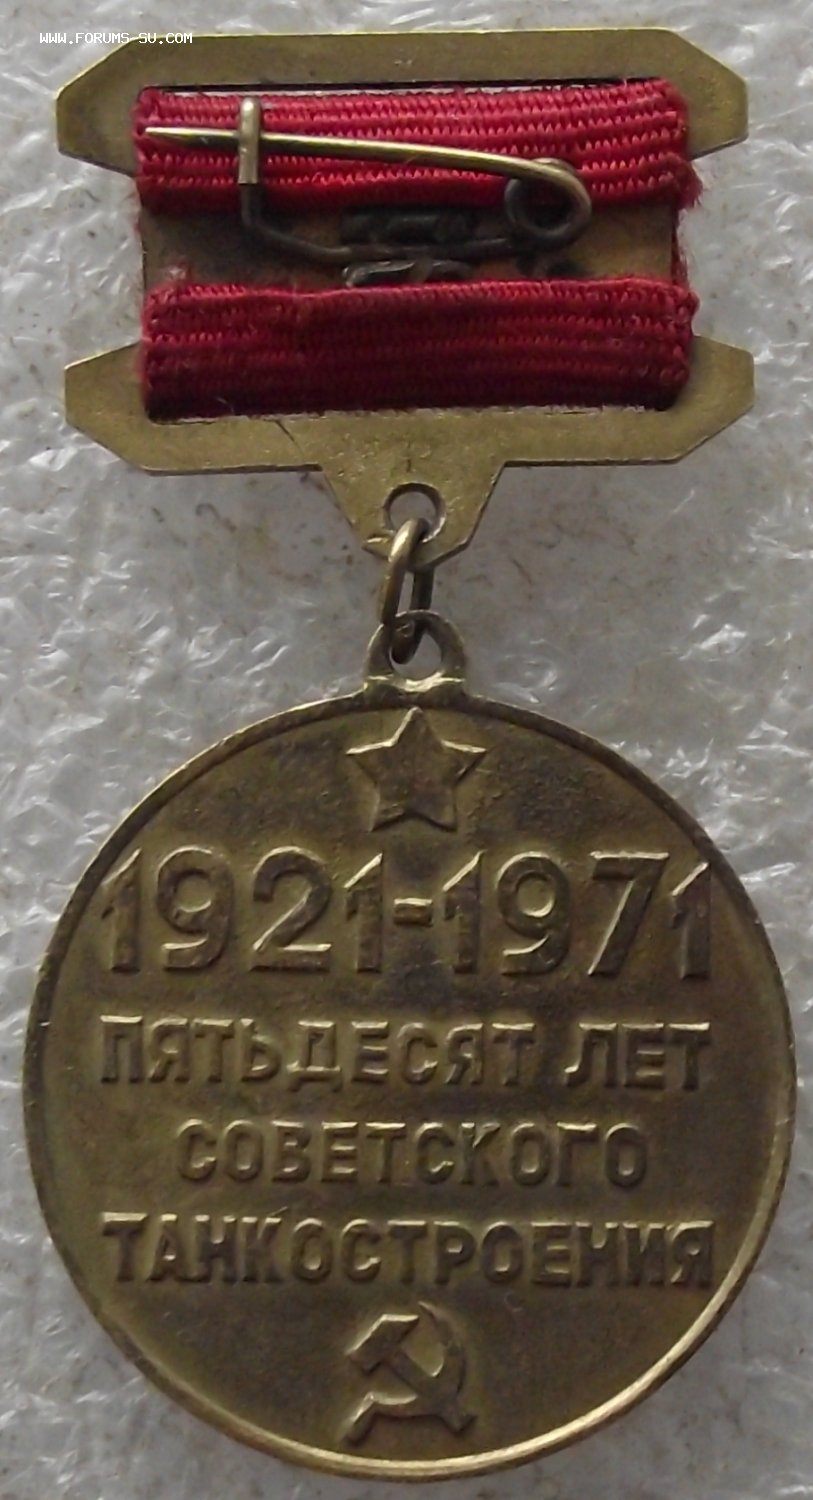 www.forums-su.com
1921-1971
ПЯТЬДЕСЯТ ЛЕТ
СОВЕТСКОГО
ТАНКОСТРОЕНИЯ